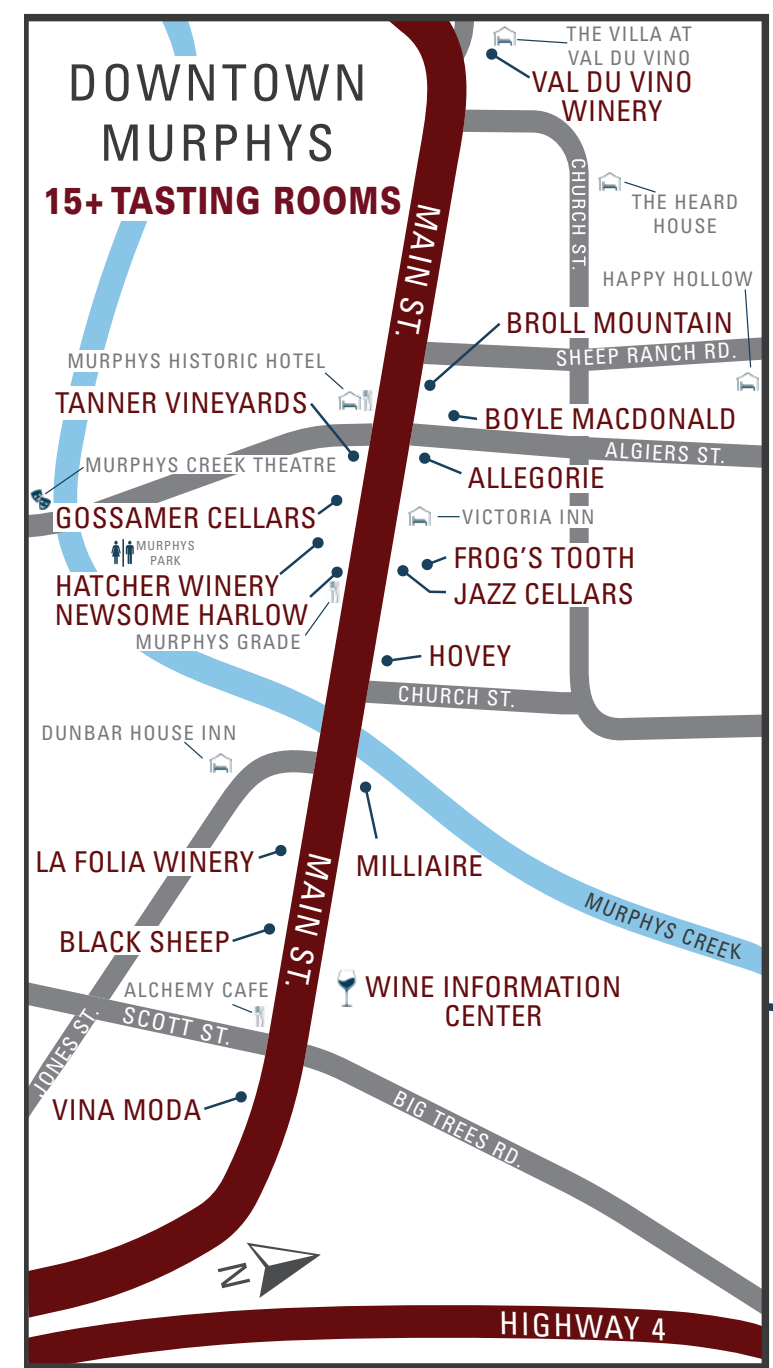 THE VILLA AT
VAL DU VINO
VAL DU VINO
WINERY
DOWNTOWN
MURPHYS
15+ TASTING ROOMS
CHURCH ST.
THE HEARD
HOUSE
MAIN ST.
HAPPY HOLLOW
BROLL MOUNTAIN
SHEEP RANCH RD.
MURPHYS HISTORIC HOTEL
TANNER VINEYARDS
BOYLE MACDONALD
ALGIERS ST.
MURPHYS CREEK THEATRE
ALLEGORIE
GOSSAMER CELLARS
VICTORIA INN
MURPHYS
PARK
FROG'S TOOTH
HATCHER WINERY
JAZZ CELLARS
NEWSOME HARLOW
MURPHYS GRADE
HOVEY
CHURCH ST.
DUNBAR HOUSE INN
LA FOLIA WINERY
MILLIAIRE
MAIN ST.
MURPHYS CREEK
BLACK SHEEP
ALCHEMY CAFE
WINE INFORMATION
CENTER
SCOTT ST.
JONES ST.
VINA MODA
BIG TREES RD.
N
HIGHWAY 4